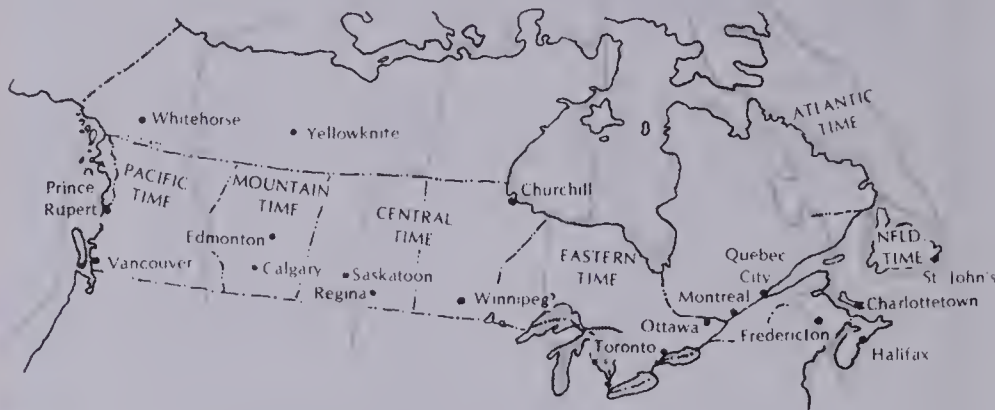 Whitehorse
Yellowknife
ATLANTIC
TIME
PACIFIC
TIME
MOUNTAIN
TIME
Prince
Rupert
Churchill
CENTRAL
TIME
Edmonton
EASTERN
TIME
Quebec
City
NFLD
TIME
St John's
Vancouver
Calgary
Saskatoon
Regina
Winnipeg
Montreal
Charlottetown
Ottawa
Fredericton
Toronto
Halifax